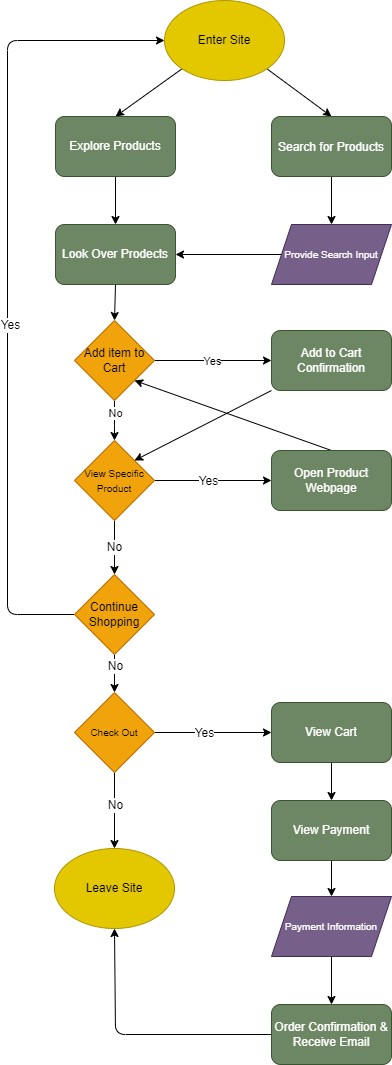 Enter Site
Explore Products
Search for Products
Look Over Prodects
Provide Search Input
Yes
Add item to
Cart
Yes
Add to Cart
Confirmation
No
View Specific
Product
Yes
Open Product
Webpage
No
Continue
Shopping
No
Check Out
Yes
View Cart
No
View Payment
Leave Site
Payment Information
Order Confirmation &
Receive Email